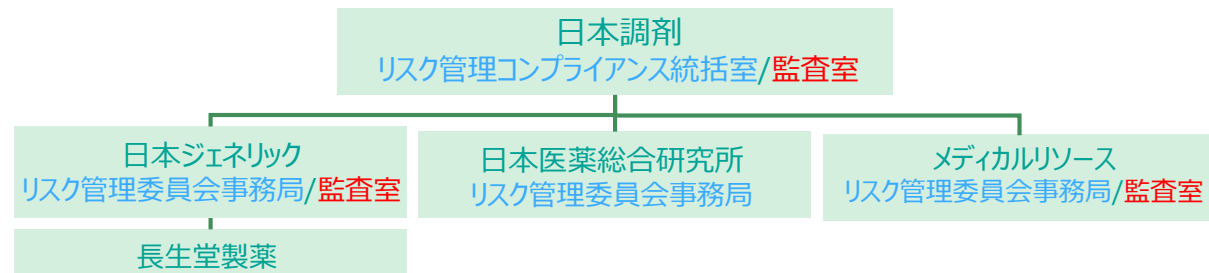 日本調剤
リスク管理コンプライアンス統括室/監査室
日本ジェネリック
リスク管理委員会事務局/監査室
日本医薬総合研究所
リスク管理委員会事務局
メディカルリソース
リスク管理委員会事務局/監査室
長生堂製薬